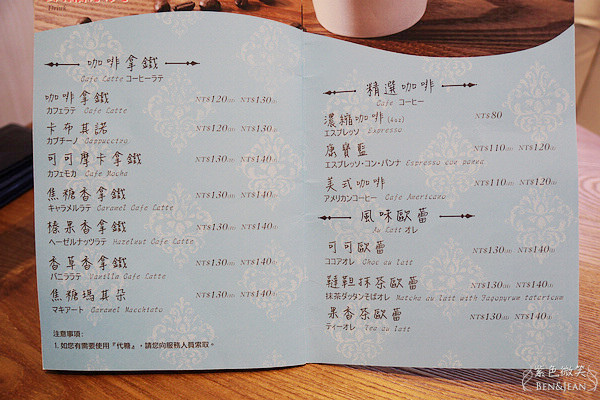 Drink
咖啡拿鐵
Cafe Latte コーヒーラテ
咖啡拿鐵 NT$120(H) NT$130(I)
カフェラテ Cafe Latte
卡布其諾 NT$120(H) NT$130(I)
カプチーノ Cappuccino
可可摩卡拿鐵 NT$130(H) NT$140(I)
カフェモカ Cafe Mocha
焦糖香拿鐵 NT$130(H) NT$140(I)
キャラメルラテ Caramel Cafe Latte
榛果香拿鐵 NT$130(H) NT$140(I)
ヘーゼルナッツラテ Hazelnut Cafe Latte
香草香拿鐵 NT$130(H) NT$140(I)
バニララテ Vanilla Cafe Latte
焦糖瑪其朵 NT$130(H) NT$140(I)
マキアート Caramel Macchiato
注意事項:
1. 如您有需要使用『代糖』，請您向服務人員索取。
精選咖啡
Cafe コーヒー
濃縮咖啡 NT$80
エスプレッソ Espresso
康寶藍 NT$110(H) NT$120(I)
エスプレッソ・コン・パンナ Espresso con panna
美式咖啡 NT$110(H) NT$120(I)
アメリカンコーヒー Cafe Americano
風味歐蕾
Au lait オレ
可可歐蕾 NT$130(H) NT$140(I)
ココアオレ Choc au lait
韃靼抹茶歐蕾 NT$130(H) NT$140(I)
抹茶ダッタンそばオレ Matcha au lait with Fagopyrum tataricum
果香茶歐蕾 NT$130(H) NT$140(I)
ティーオレ Tea au lait
紫色微笑
BEN&JEAN